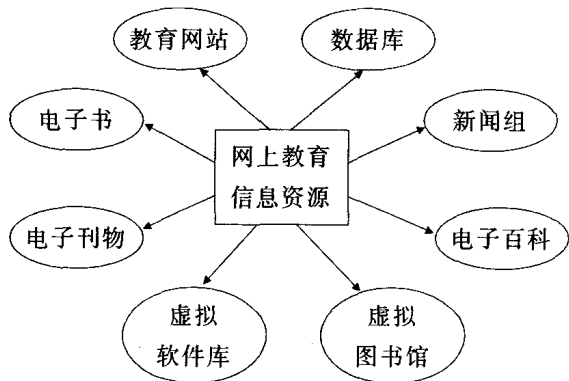 教育网站
数据库
电子书
新闻组
网上教育
信息资源
电子刊物
电子百科
虚拟
软件库
虚拟
图书馆